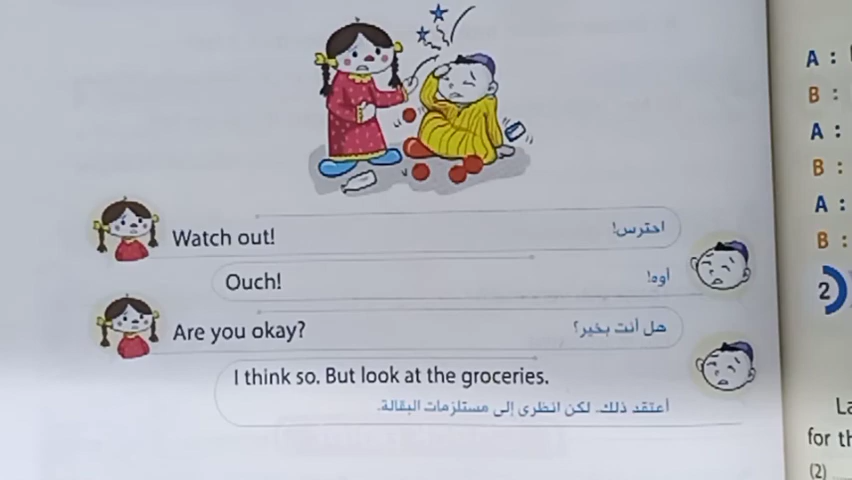 Watch out!
احترس!
Ouch!
أوه!
Are you okay?
هل أنت بخير؟
I think so. But look at the groceries.
أعتقد ذلك. لكن انظرى إلى مستلزمات البقالة.
A :
B :
A :
B :
A :
B :
2
for th
(2)